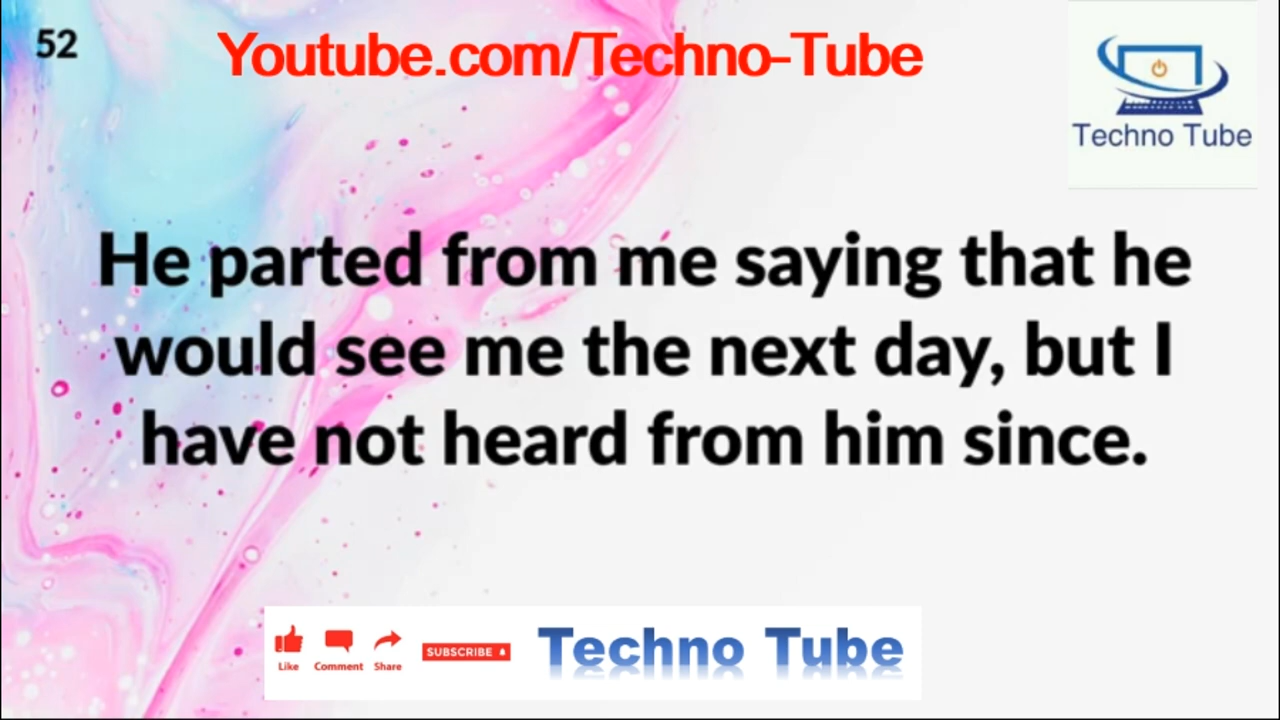 52
Youtube.com/Techno-Tube
Techno Tube
He parted from me saying that he
would see me the next day, but I
have not heard from him since.
Like Comment Share
SUBSCRIBE
Techno Tube